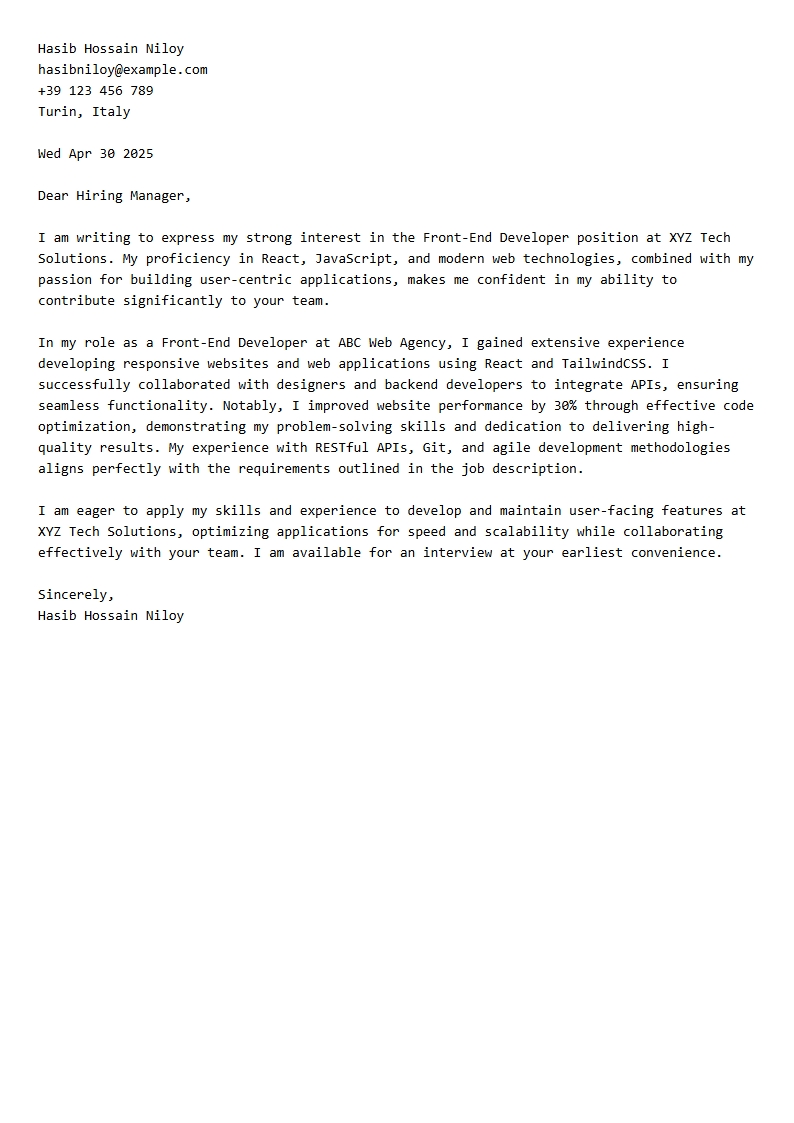 Hasib Hossain Niloy
hasibniloy@example.com
+39 123 456 789
Turin, Italy
Wed Apr 30 2025
Dear Hiring Manager,
I am writing to express my strong interest in the Front-End Developer position at XYZ Tech
Solutions. My proficiency in React, JavaScript, and modern web technologies, combined with my
passion for building user-centric applications, makes me confident in my ability to
contribute significantly to your team.
In my role as a Front-End Developer at ABC Web Agency, I gained extensive experience
developing responsive websites and web applications using React and TailwindCSS. I
successfully collaborated with designers and backend developers to integrate APIs, ensuring
seamless functionality. Notably, I improved website performance by 30% through effective code
optimization, demonstrating my problem-solving skills and dedication to delivering high-
quality results. My experience with RESTful APIs, Git, and agile development methodologies
aligns perfectly with the requirements outlined in the job description.
I am eager to apply my skills and experience to develop and maintain user-facing features at
XYZ Tech Solutions, optimizing applications for speed and scalability while collaborating
effectively with your team. I am available for an interview at your earliest convenience.
Sincerely,
Hasib Hossain Niloy